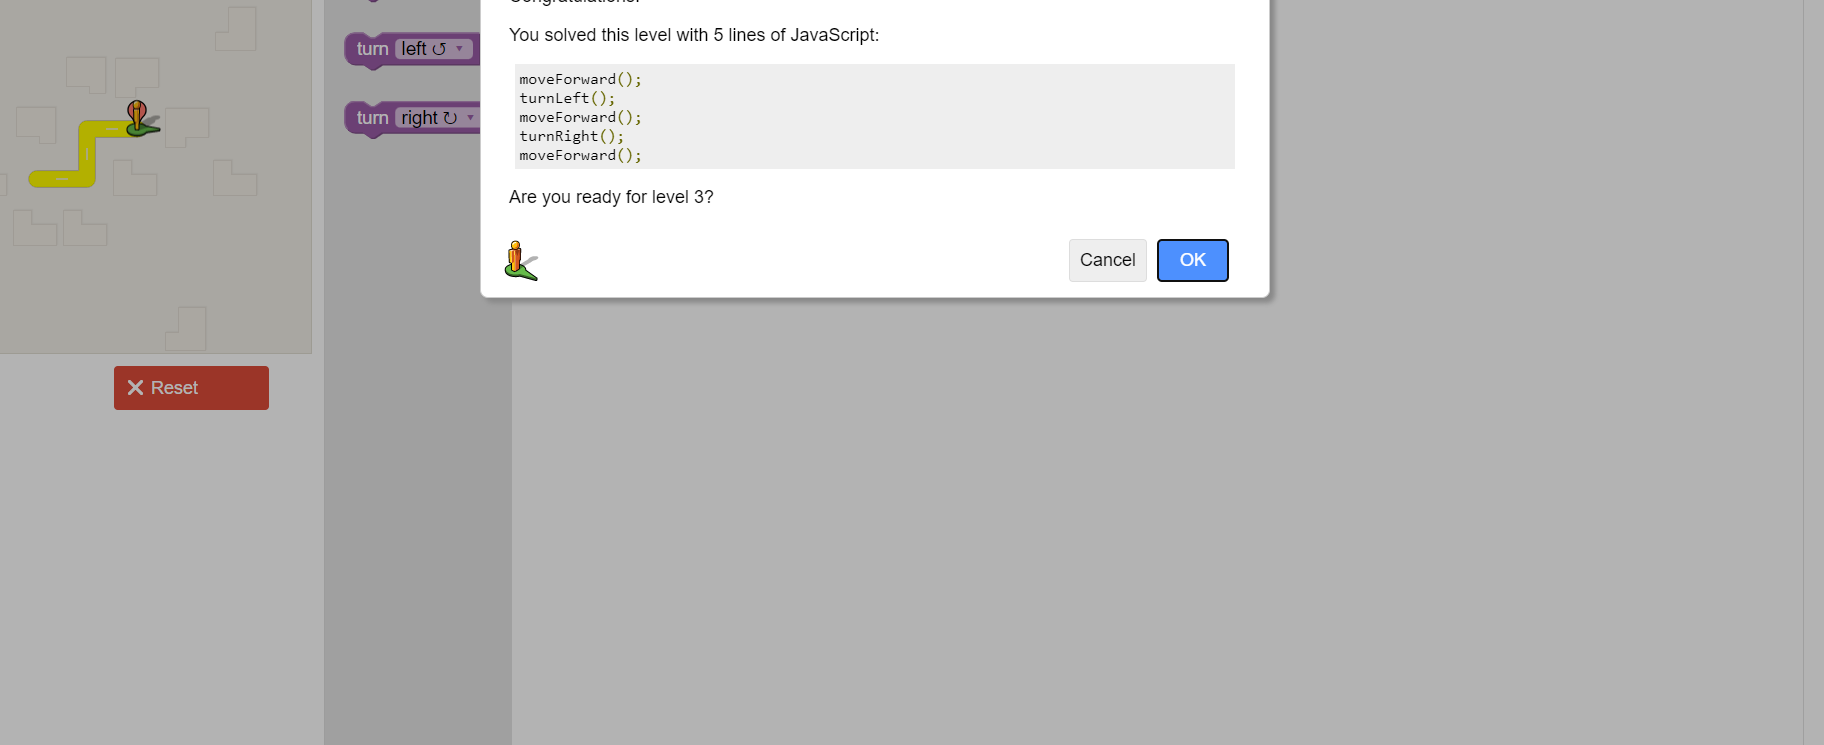 Congratulations!
You solved this level with 5 lines of JavaScript:
turn left ↺ ▾
turn right ↻ ▾
moveForward();
turnLeft();
moveForward();
turnRight();
moveForward();
Are you ready for level 3?
Cancel
OK
Reset